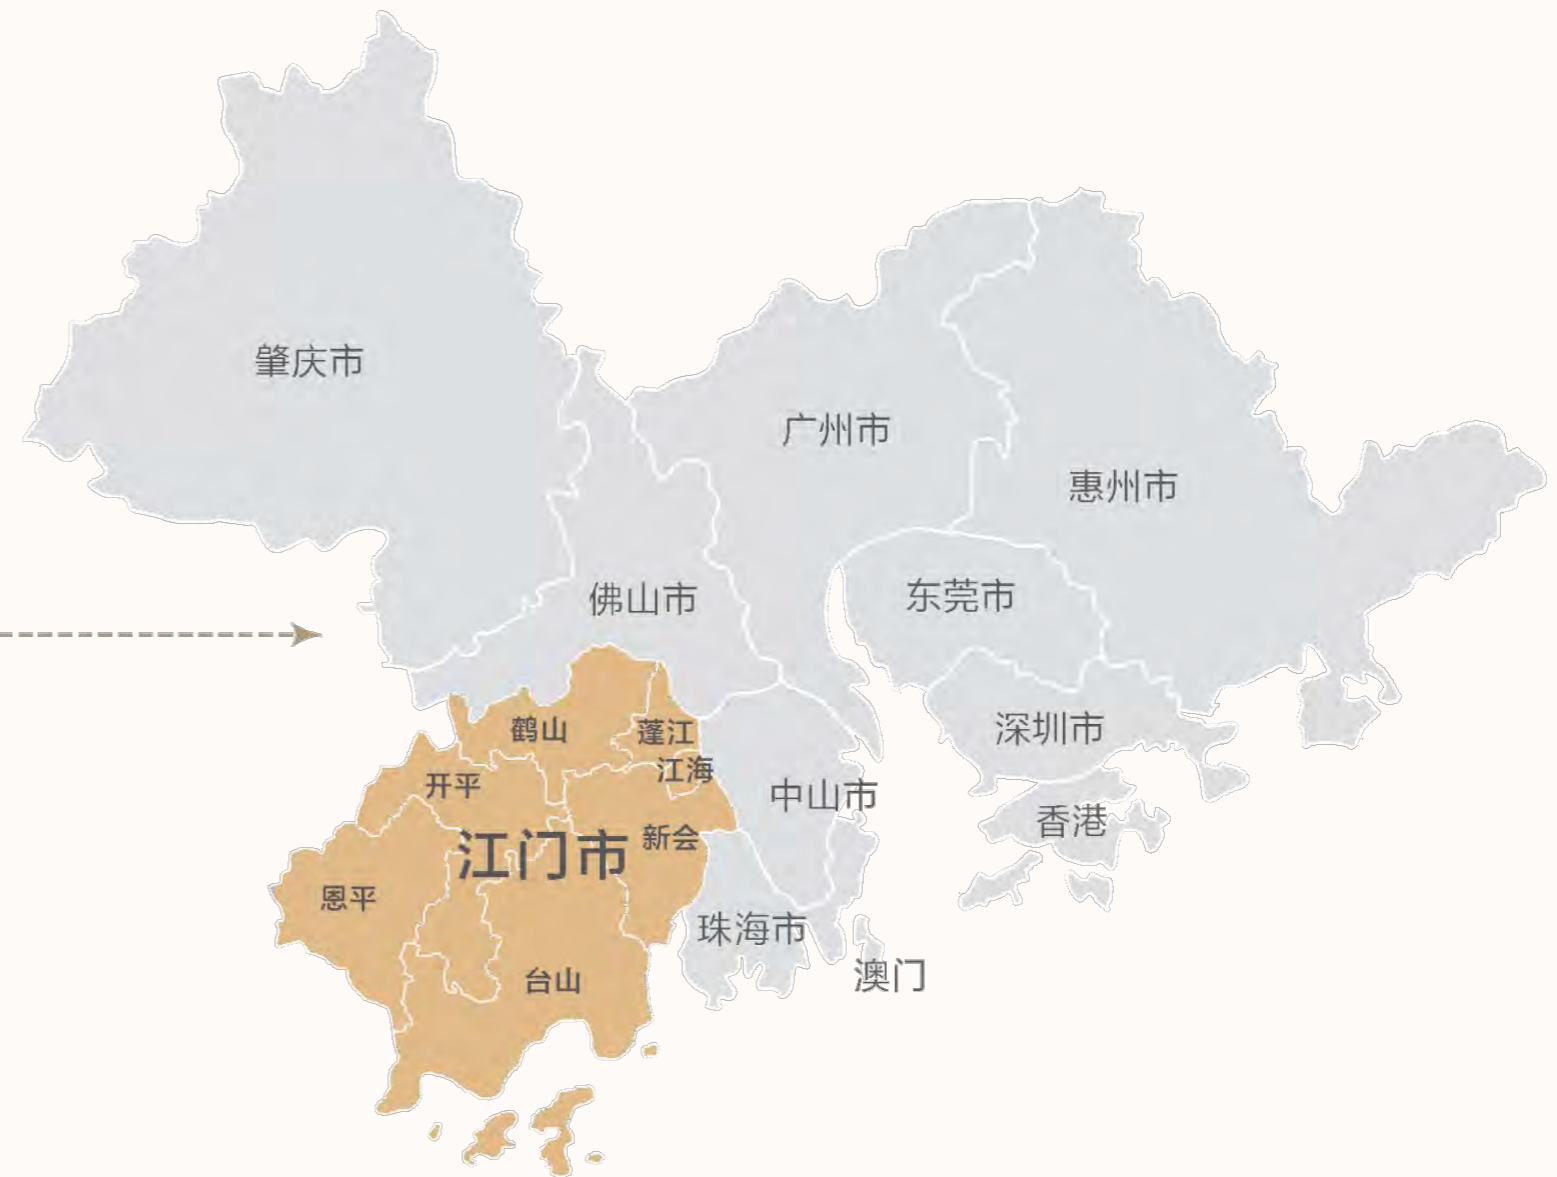 肇庆市
广州市
惠州市
佛山市
东莞市
鹤山
蓬江
深圳市
江海
开平
中山市
香港
江门市
新会
恩平
珠海市
台山
澳门